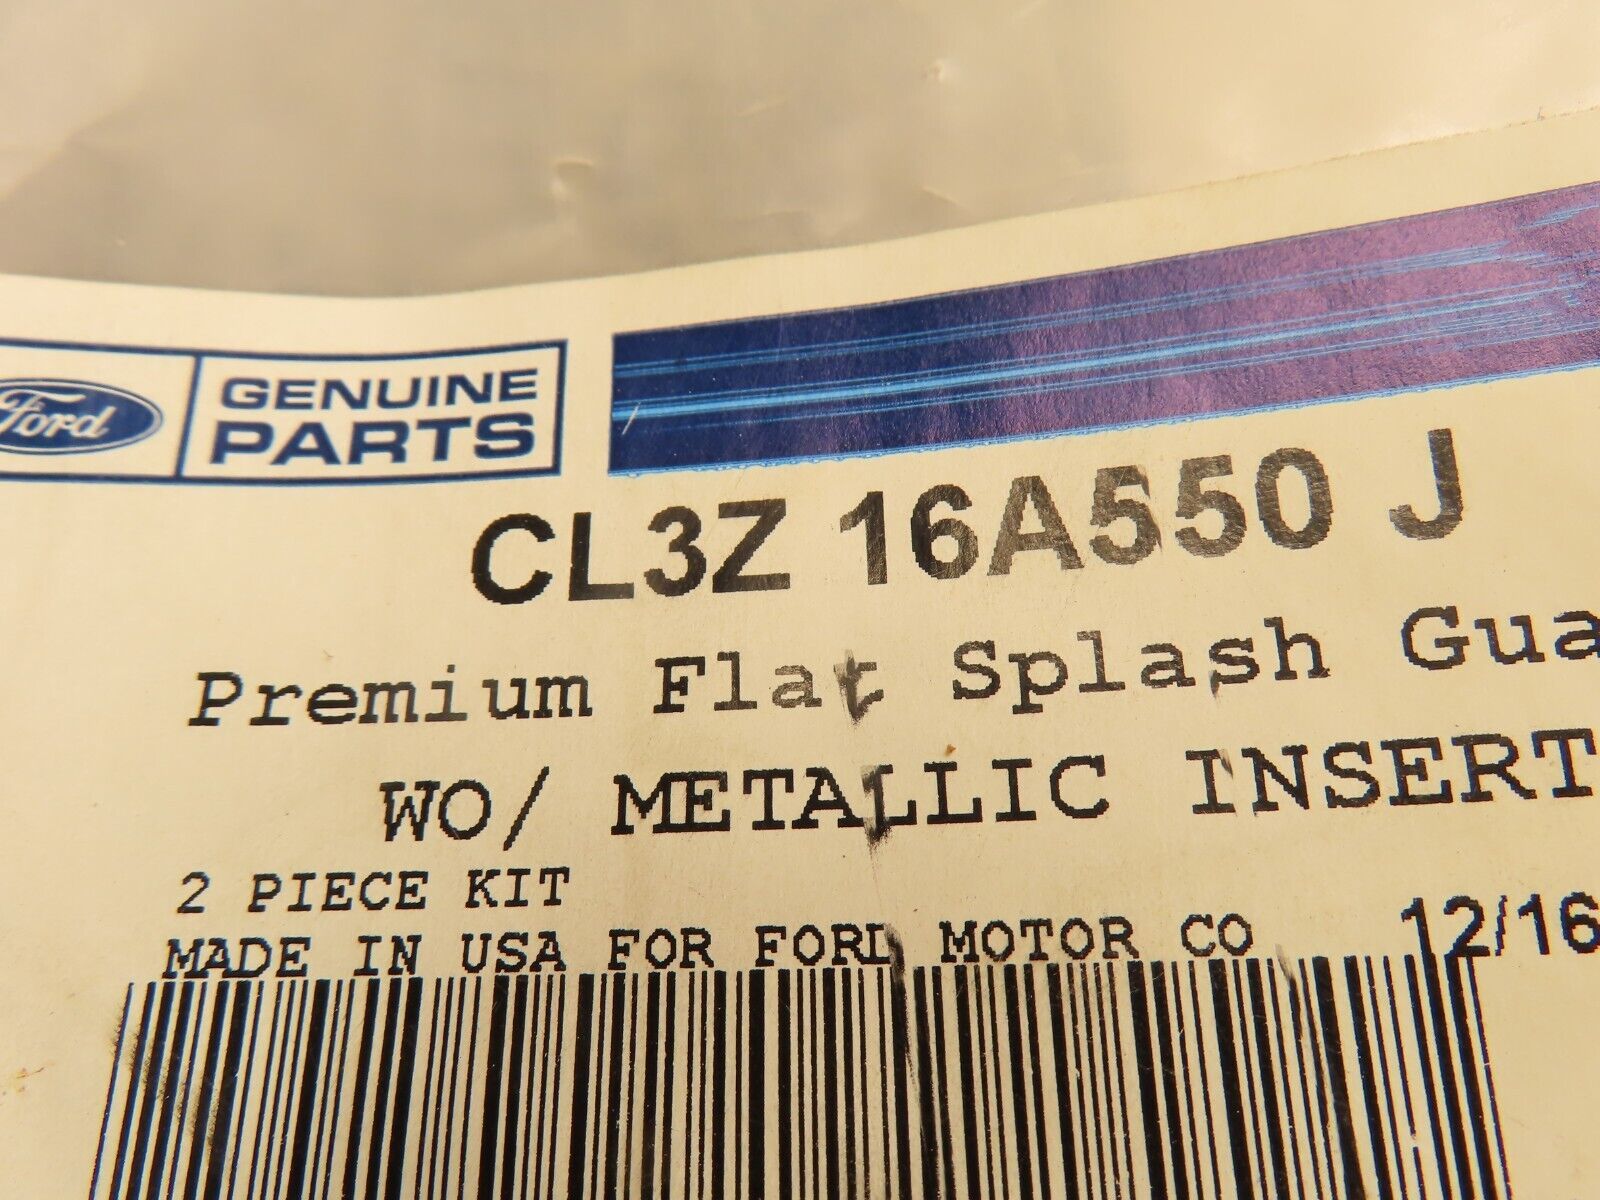 Ford GENUINE
PARTS
CL3Z 16A550 J
Premium Flat Splash Gua
WO/ METALLIC INSERT
2 PIECE KIT
MADE IN USA FOR FORD MOTOR CO 12/16